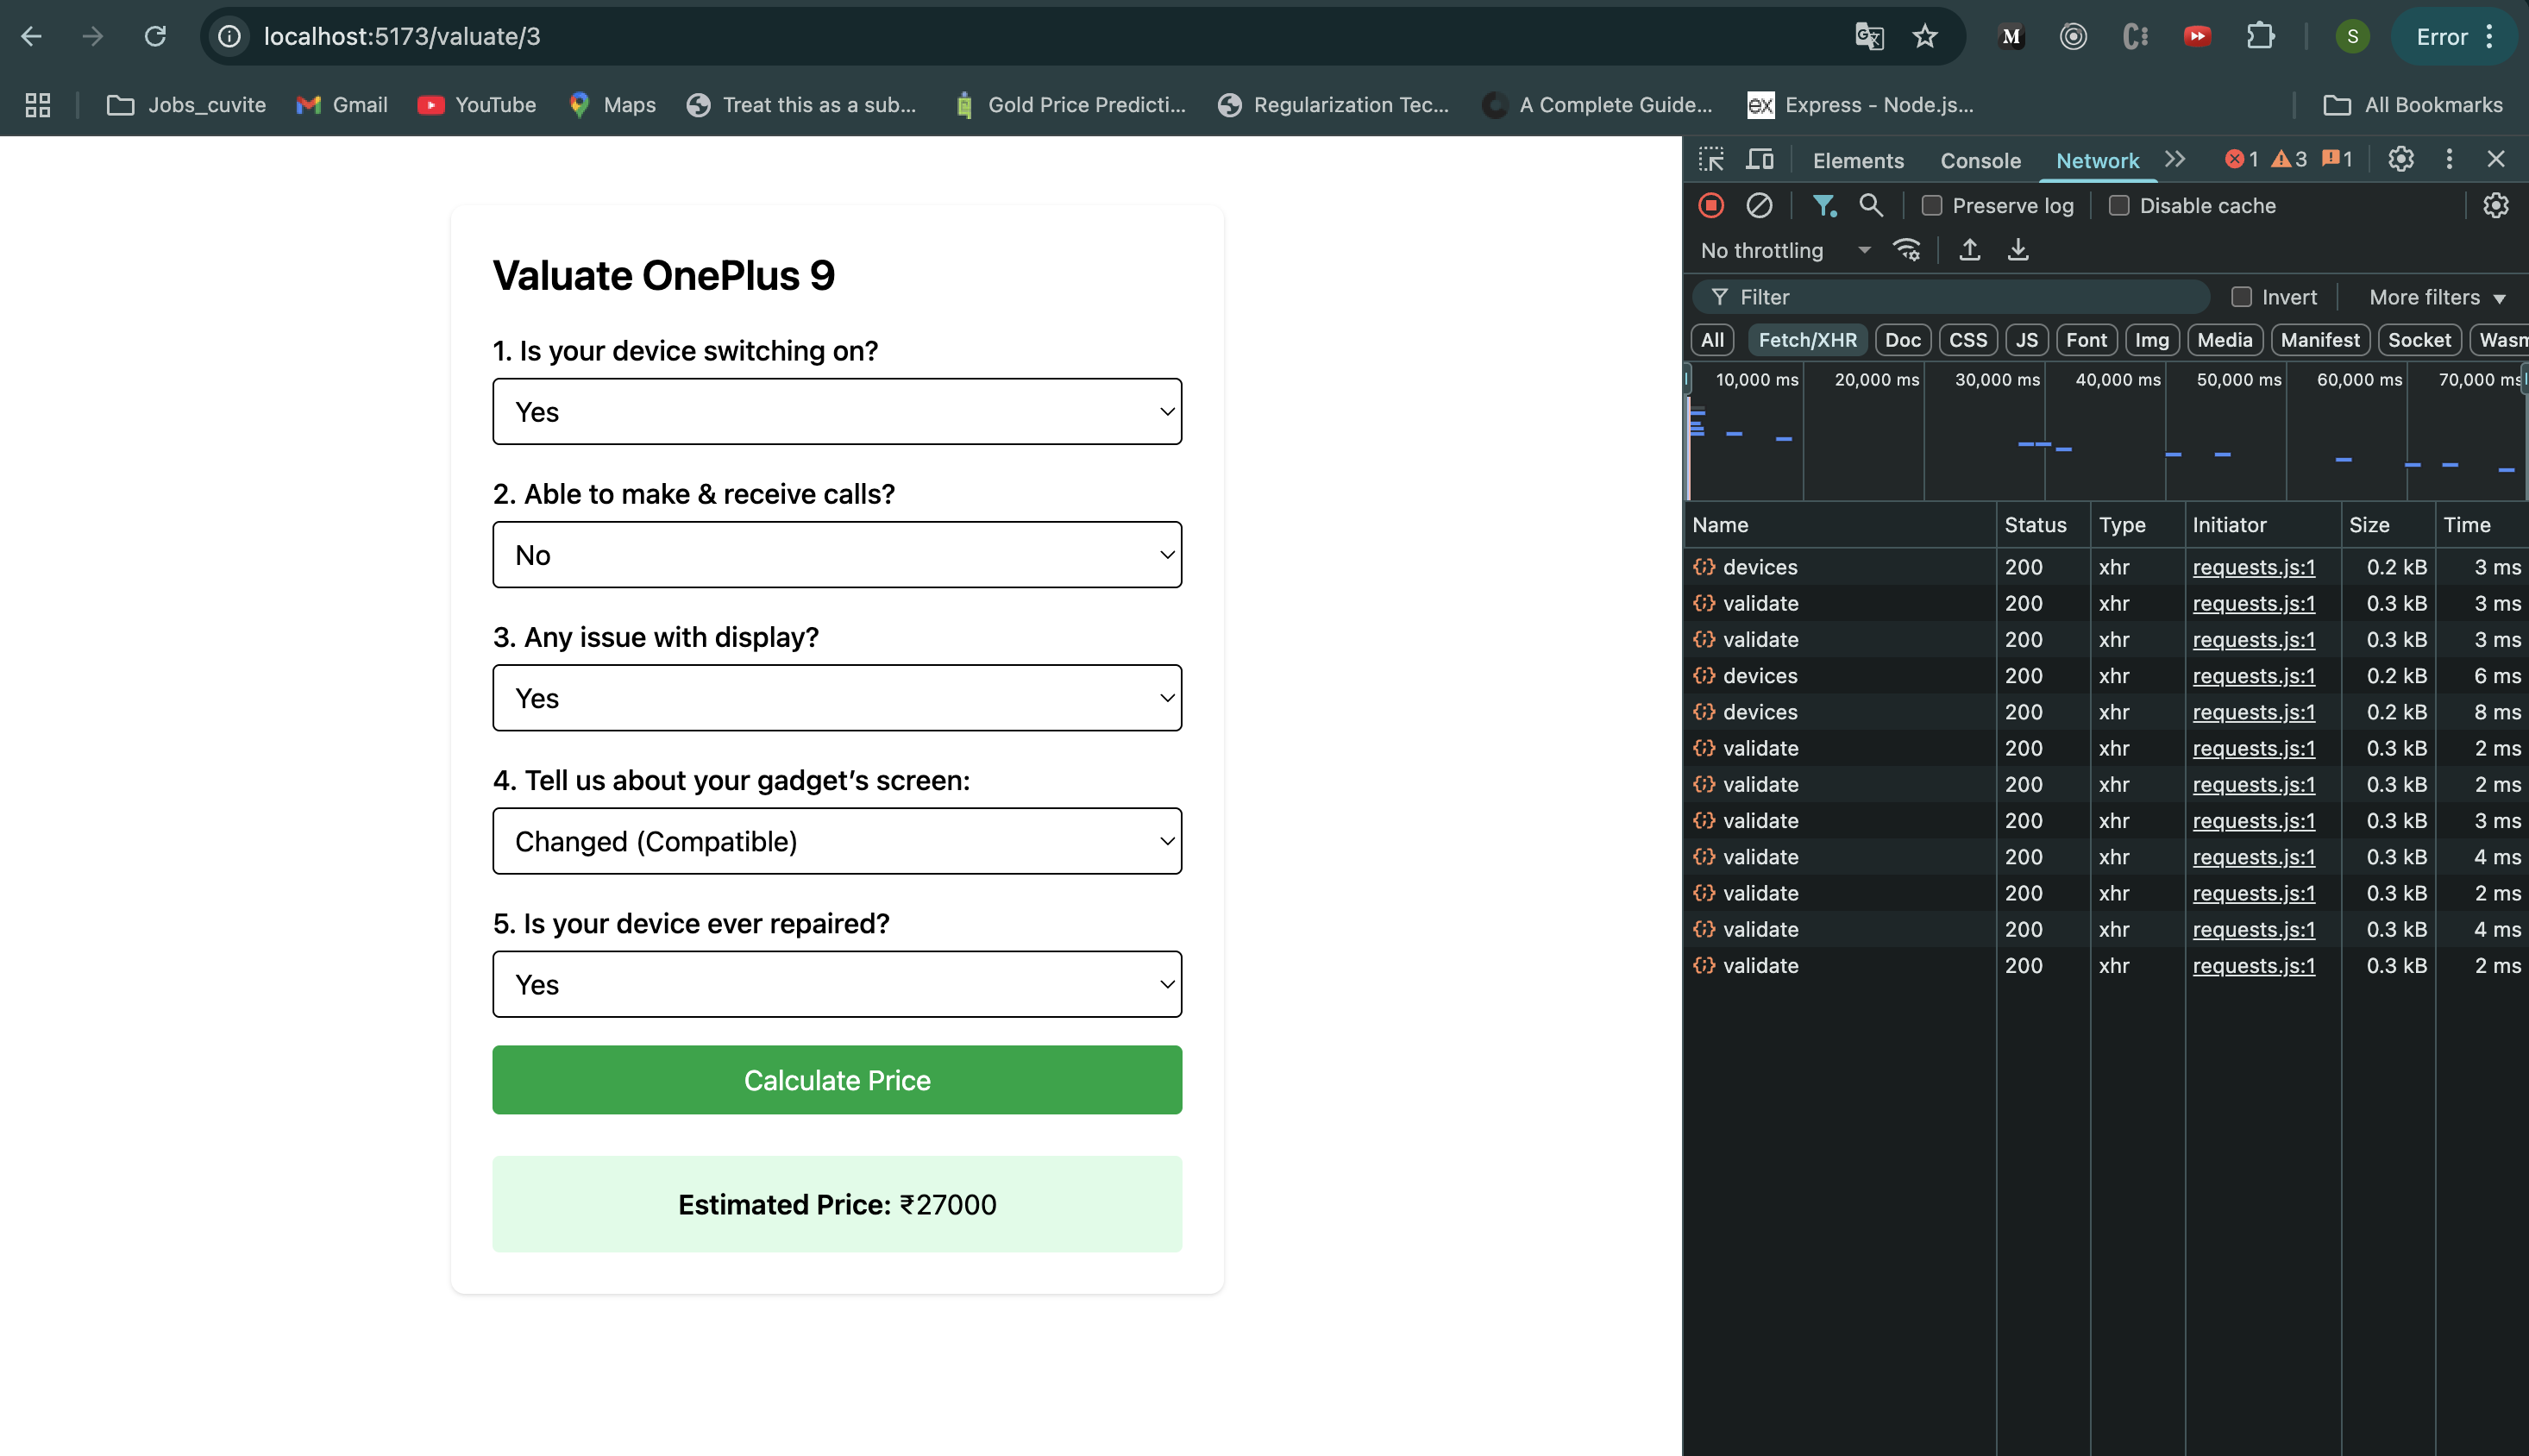 localhost:5173/valuate/3
M
S
Error
Jobs_cuvite
Gmail
YouTube
Maps
Treat this as a sub...
Gold Price Predicti...
Regularization Tec...
A Complete Guide...
ex
Express - Node.js...
All Bookmarks
Valuate OnePlus 9
1. Is your device switching on?
Yes
2. Able to make & receive calls?
No
3. Any issue with display?
Yes
4. Tell us about your gadget’s screen:
Changed (Compatible)
5. Is your device ever repaired?
Yes
Calculate Price
Estimated Price: ₹27000
Elements Console Network 1 3 1
Preserve log Disable cache
No throttling
Filter Invert More filters
All Fetch/XHR Doc CSS JS Font Img Media Manifest Socket Wasm
10,000 ms 20,000 ms 30,000 ms 40,000 ms 50,000 ms 60,000 ms 70,000 ms
Name Status Type Initiator Size Time
devices 200 xhr requests.js:1 0.2 kB 3 ms
validate 200 xhr requests.js:1 0.3 kB 3 ms
validate 200 xhr requests.js:1 0.3 kB 3 ms
devices 200 xhr requests.js:1 0.2 kB 6 ms
devices 200 xhr requests.js:1 0.2 kB 8 ms
validate 200 xhr requests.js:1 0.3 kB 2 ms
validate 200 xhr requests.js:1 0.3 kB 2 ms
validate 200 xhr requests.js:1 0.3 kB 3 ms
validate 200 xhr requests.js:1 0.3 kB 4 ms
validate 200 xhr requests.js:1 0.3 kB 2 ms
validate 200 xhr requests.js:1 0.3 kB 4 ms
validate 200 xhr requests.js:1 0.3 kB 2 ms